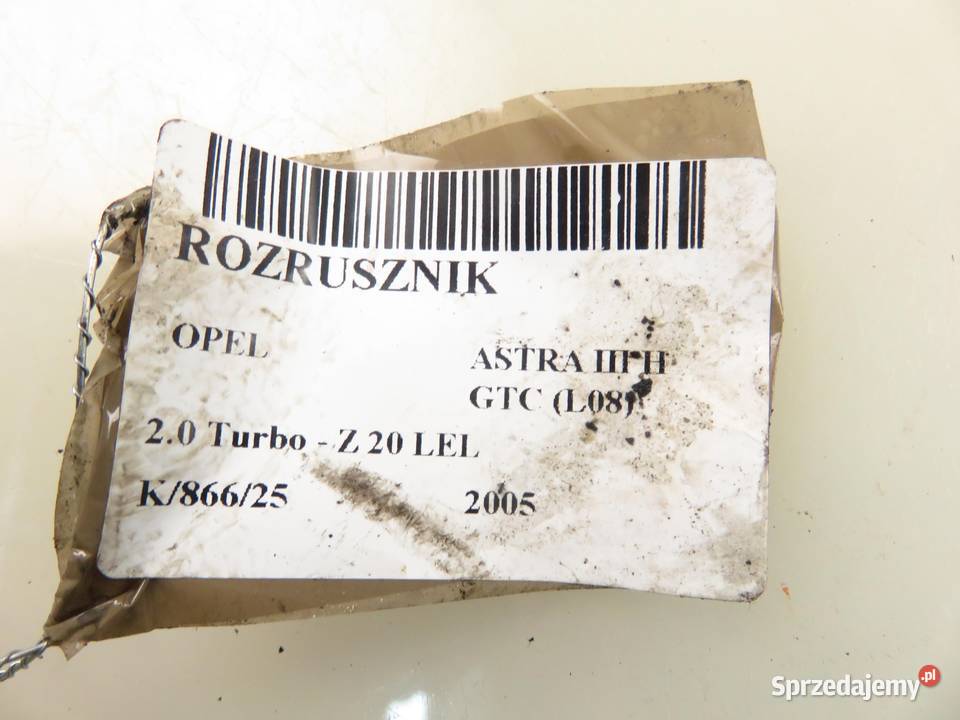 ROZRUSZNIK
OPEL
ASTRA III H
GTC (L08)
2.0 Turbo - Z 20 LEL
K/866/25
2005
Sprzedajemy.pl